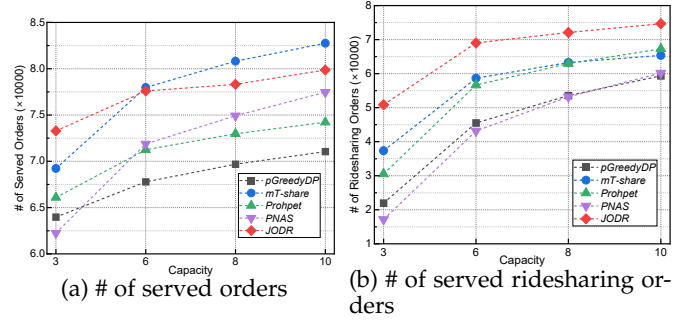 8.5
8.0
7.5
7.0
6.5
6.0
# of Served Orders (×10000)
pGreedyDP
mT-share
Prohpet
PNAS
JODR
3 6 8 10
Capacity
(a) # of served orders
8
7
6
5
4
3
2
1
# of Ridesharing Orders (×10000)
pGreedyDP
mT-share
Prohpet
PNAS
JODR
3 6 8 10
Capacity
(b) # of served ridesharing or-
ders